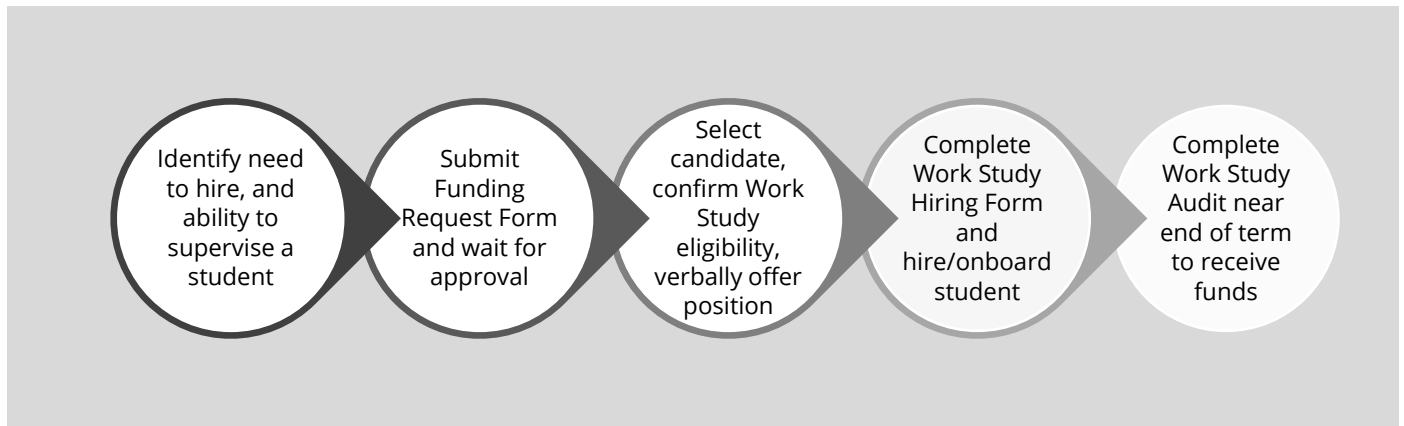 Identify need
to hire, and
ability to
supervise a
student
Submit
Funding
Request Form
and wait for
approval
Select
candidate,
confirm Work
Study
eligibility,
verbally offer
position
Complete
Work Study
Hiring Form
and
hire/onboard
student
Complete
Work Study
Audit near
end of term
to receive
funds